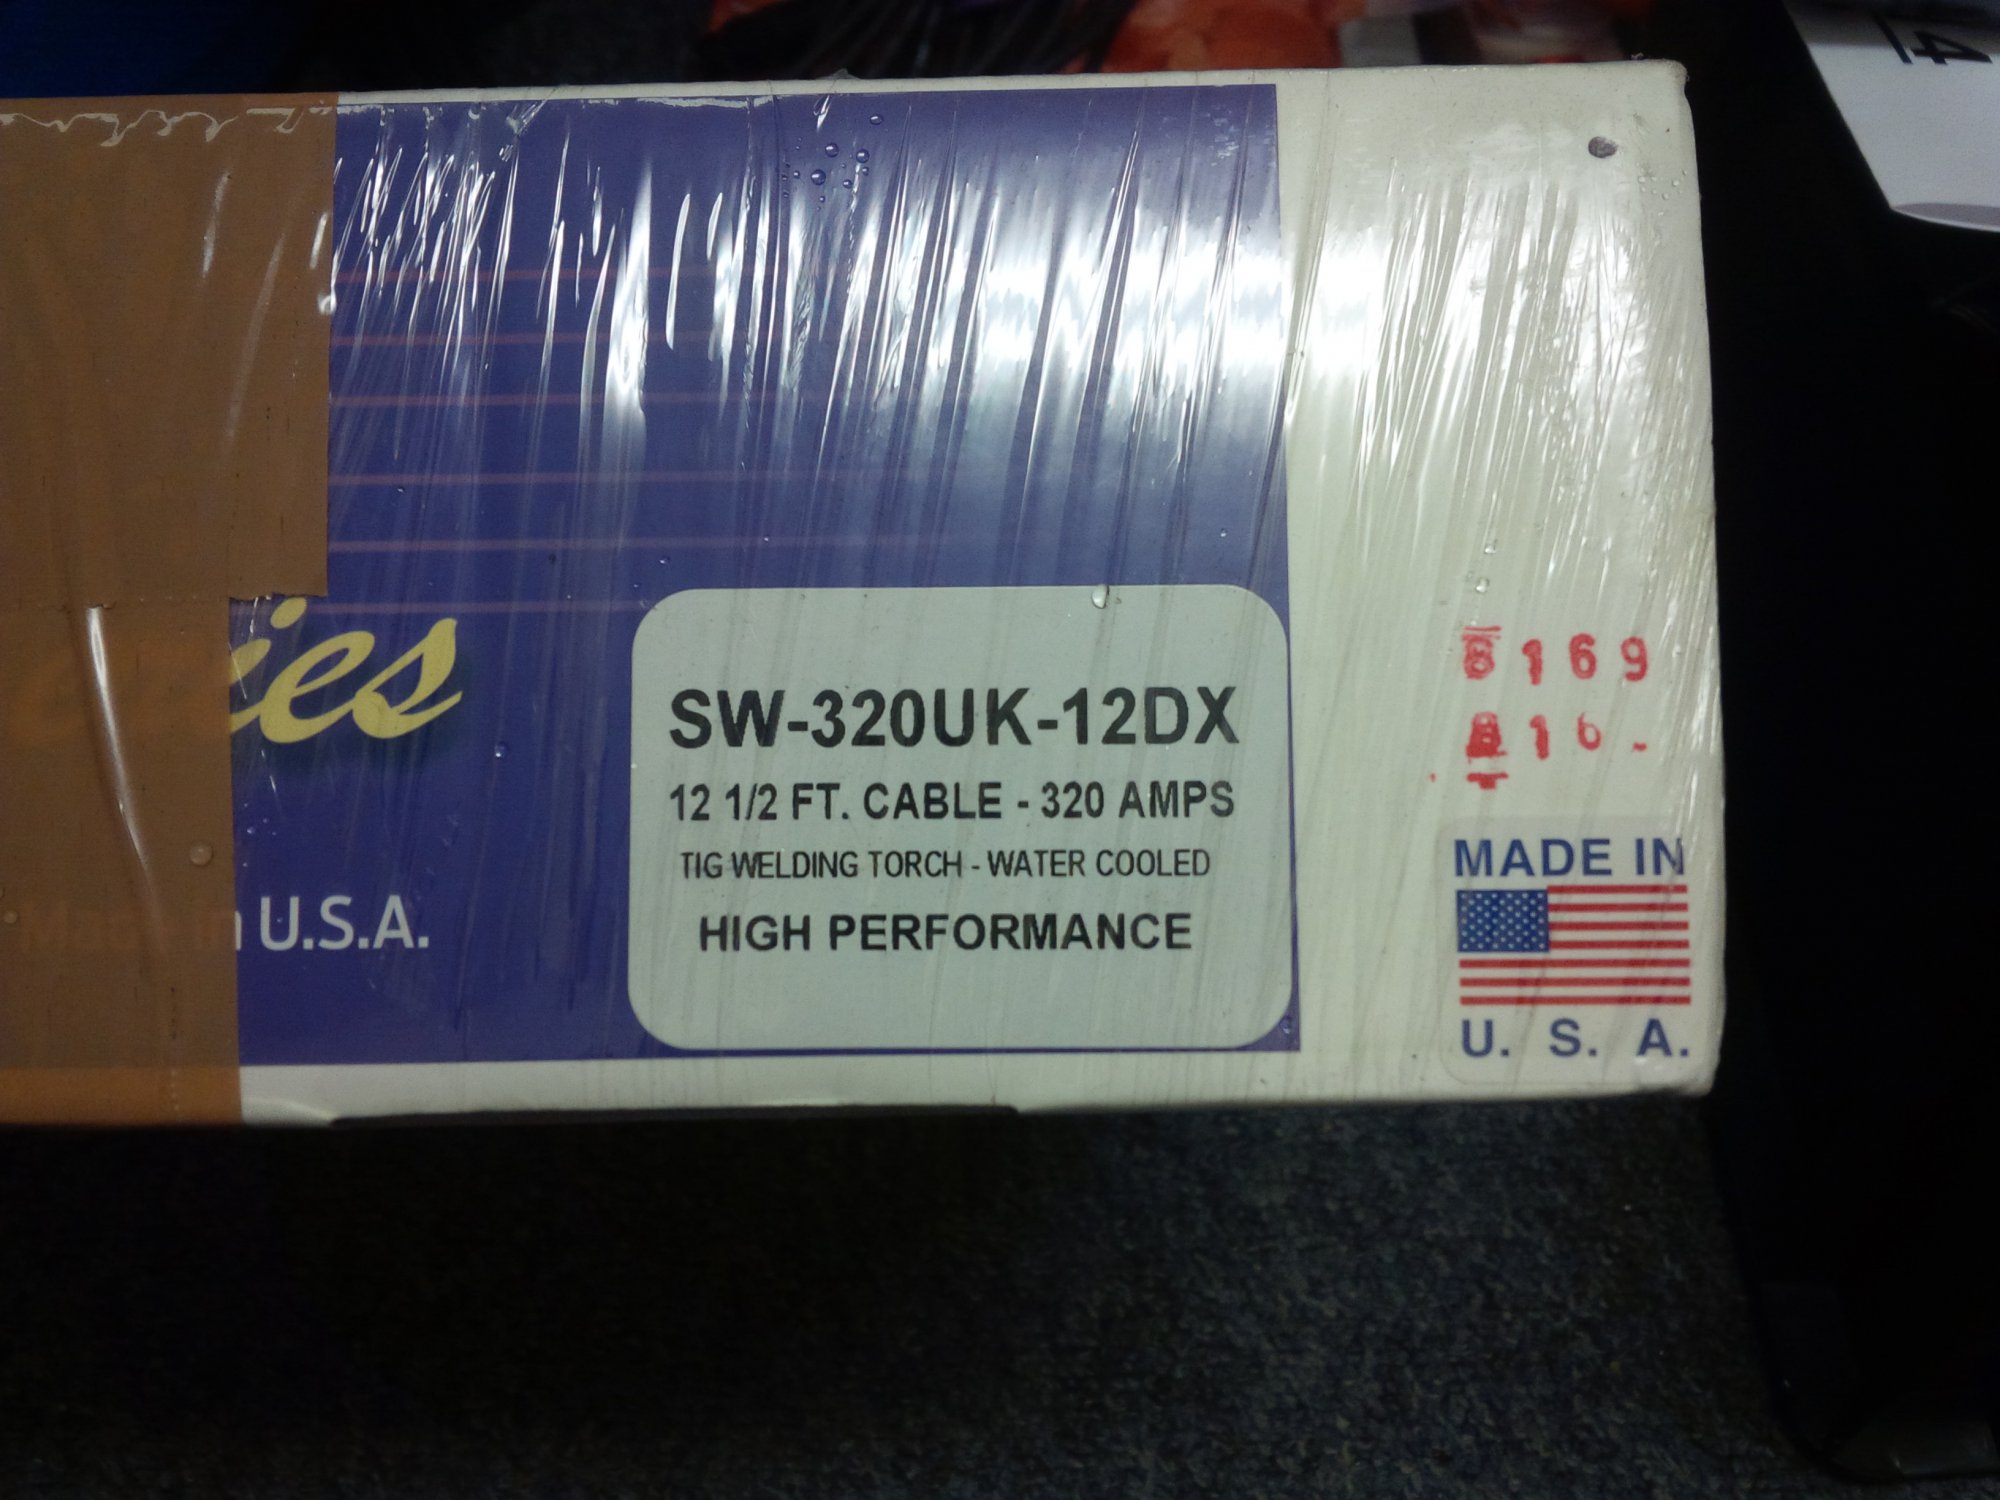 ies
U.S.A.
SW-320UK-12DX
12 1/2 FT. CABLE - 320 AMPS
TIG WELDING TORCH - WATER COOLED
HIGH PERFORMANCE
169
MADE IN
U. S. A.
4